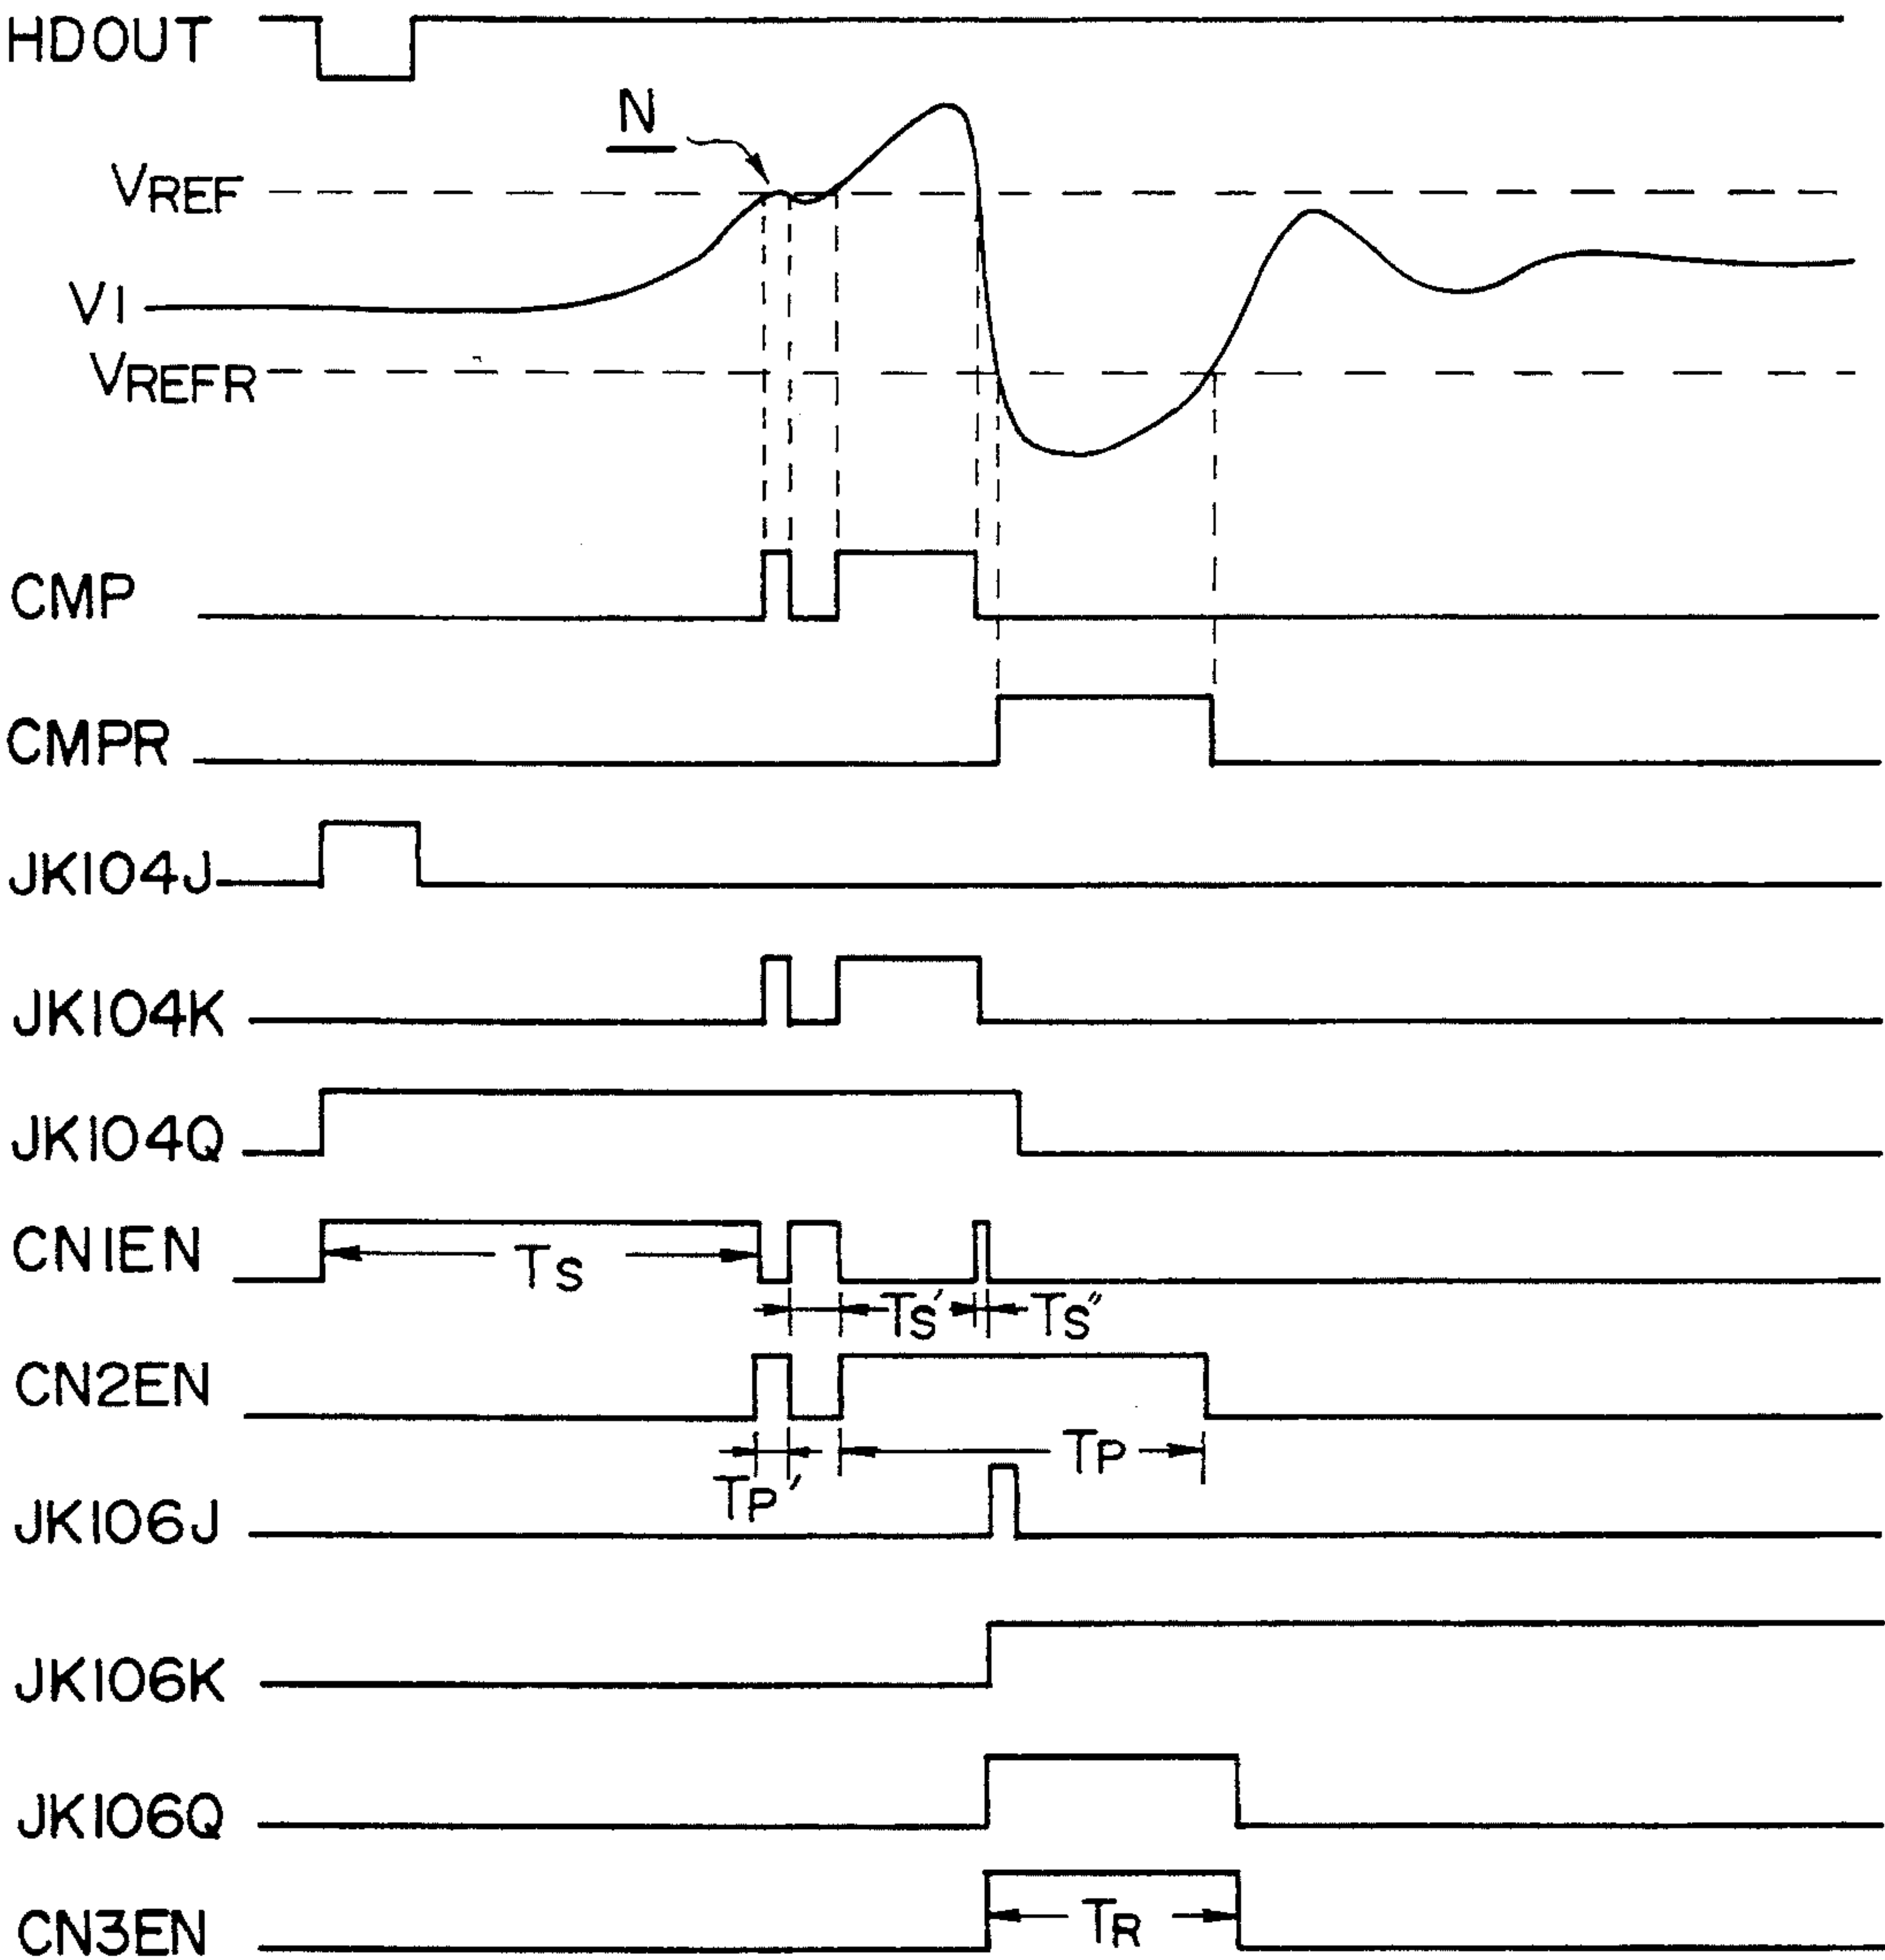 HDOUT
N
VREF
VI
VREFR
CMP
CMPR
JK104J
JK104K
JK104Q
CN1EN
TS
TS' TS"
CN2EN
TP
TP'
JK106J
JK106K
JK106Q
CN3EN
TR